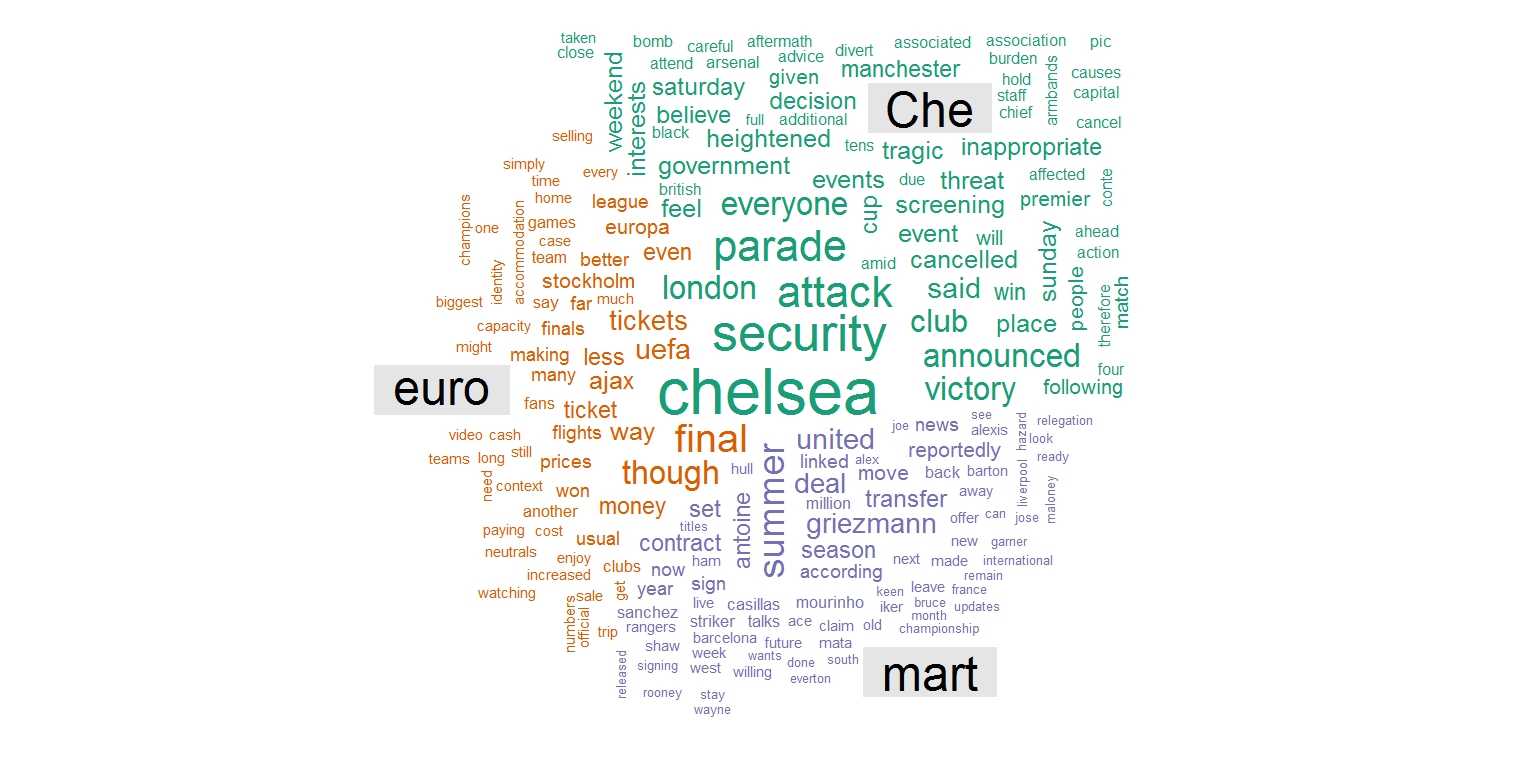 taken
bomb
careful
aftermath
divert
associated
association
pic
close
attend
arsenal
advice
manchester
burden
weekend
interests
saturday
given
decision
Che
hold
armbands
causes
staff
capital
believe
full
additional
chief
cancel
selling
black
heightened
tens
tragic
inappropriate
simply
every
government
time
british
events
due
threat
affected
conte
champions
one
home
league
feel
everyone
cup
screening
premier
accommodation
games
europa
case
parade
event
will
sunday
ahead
team
better
even
amid
cancelled
action
identity
stockholm
london
attack
said
win
people
therefore
match
biggest
say
far
much
capacity
finals
tickets
security
club
place
might
making
less
uefa
announced
many
ajax
chelsea
four
euro
victory
following
fans
ticket
video
cash
flights
way
final
summer
united
joe
news
see
alexis
hazard
relegation
look
teams
long
still
prices
though
hull
linked
alex
reportedly
ready
need
context
won
deal
move
back
barton
liverpool
maloney
another
money
set
antoine
million
transfer
away
paying
cost
titles
griezmann
offer
can
jose
neutrals
usual
contract
season
new
garner
enjoy
increased
clubs
now
ham
according
next
made
international
remain
watching
sale
get
year
sign
keen
leave
france
numbers
official
trip
sanchez
live
casillas
mourinho
iker
bruce
updates
month
rangers
striker
talks
ace
claim
old
championship
shaw
barcelona
future
mata
released
signing
week
west
wants
willing
done
south
everton
mart
rooney
stay
wayne